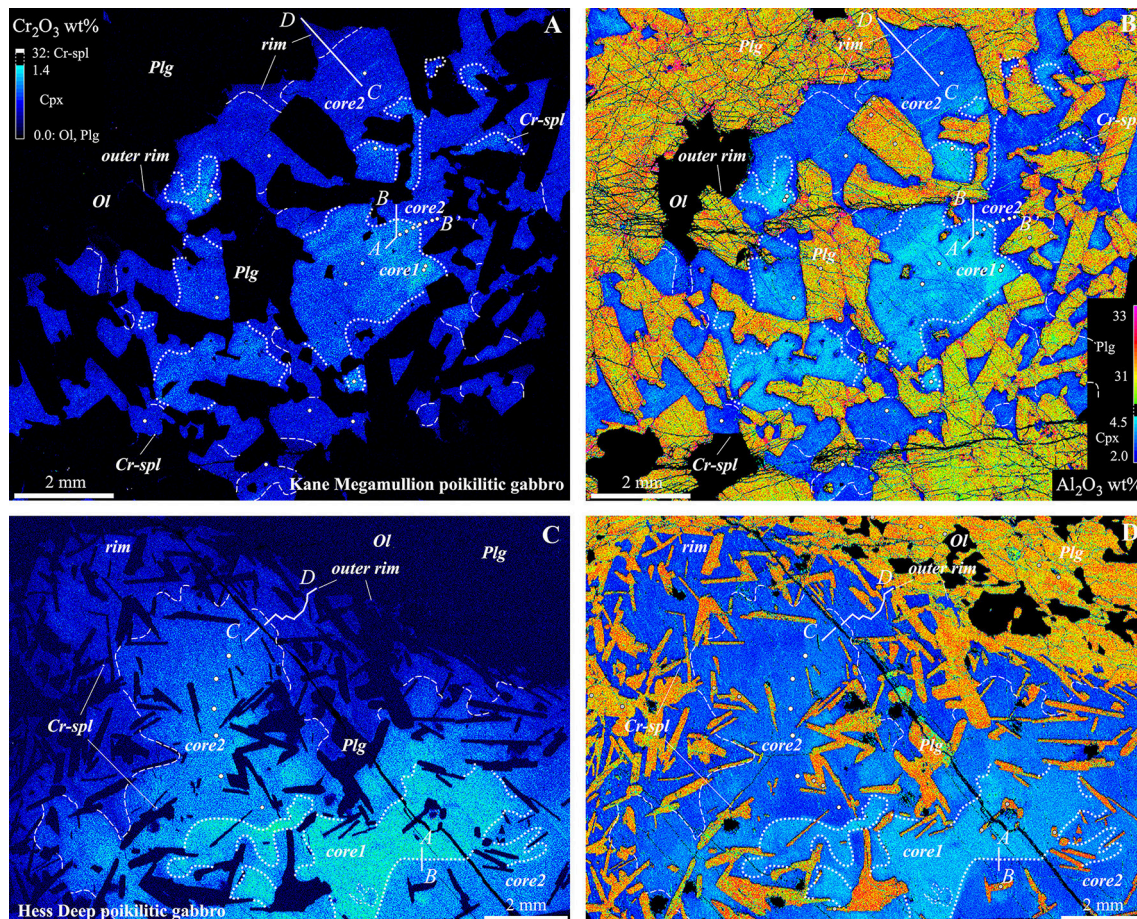 Cr₂O₃ wt%
32: Cr-spl
1.4
Cpx
0.0: Ol, Plg
D
A
rim
Plg
C
core2
Cr-spl
outer rim
Ol
B
core2
B'
A
core1
Plg
Cr-spl
2 mm
Kane Megamullion poikilitic gabbro
D
B
Plg
rim
C
core2
Cr-spl
outer rim
Ol
B
core2
B'
A
core1
Plg
33
Plg
31
4.5
Cpx
2.0
Cr-spl
2 mm
Al₂O₃ wt%
C
rim
Ol
Plg
D
outer rim
C
Cr-spl
core2
Plg
A
core1
B
core2
Hess Deep poikilitic gabbro
2 mm
D
rim
Ol
Plg
D
outer rim
C
Cr-spl
core2
Plg
A
core1
B
core2
2 mm